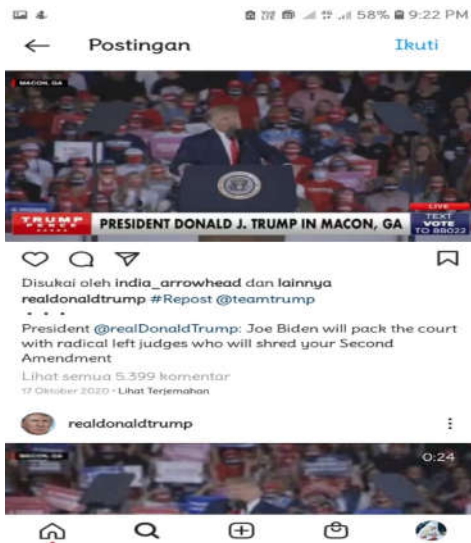 58% 9:22 PM
Postingan Ikuti
MACON, GA
LIVE
TRUMP PENCE PRESIDENT DONALD J. TRUMP IN MACON, GA TEXT VOTE TO 88022
Disukai oleh india_arrowhead dan lainnya
realdonaldtrump #Repost @teamtrump
• • •
President @realDonaldTrump: Joe Biden will pack the court
with radical left judges who will shred your Second
Amendment
Lihat semua 5.399 komentar
17 Oktober 2020 • Lihat Terjemahan
realdonaldtrump
MACON, GA 0:24